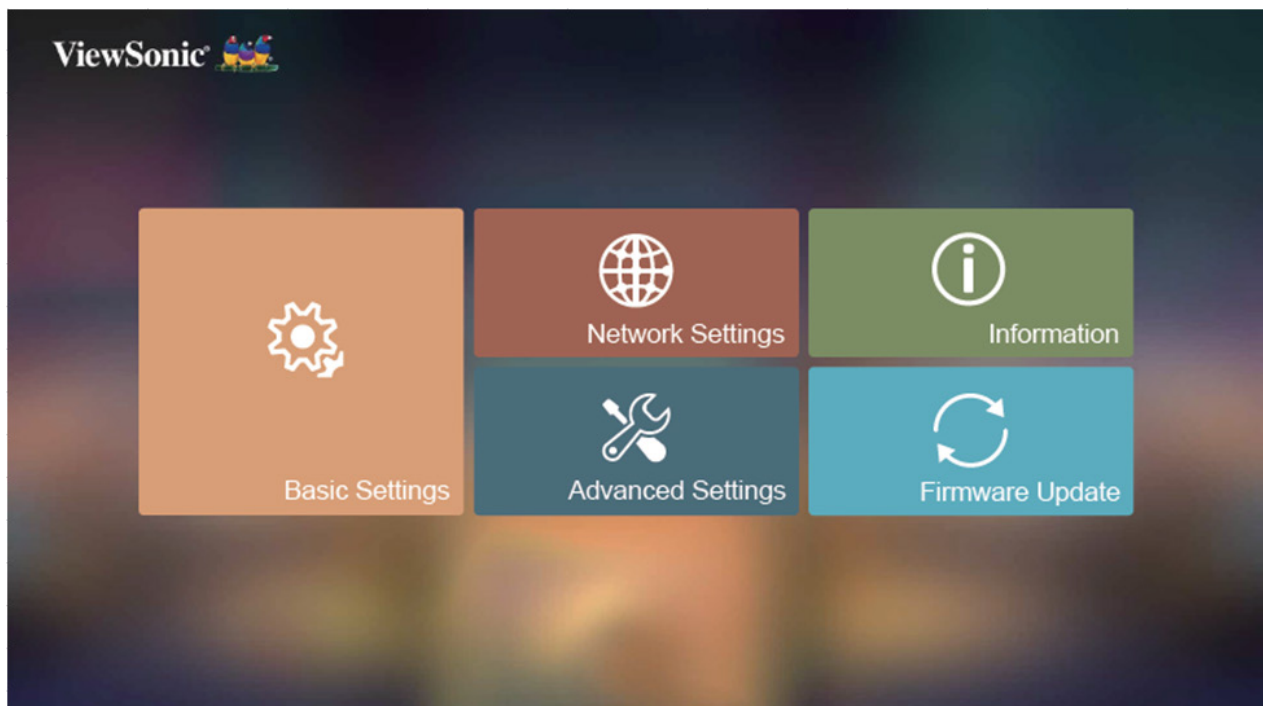 ViewSonic®
Network Settings
Information
Basic Settings
Advanced Settings
Firmware Update